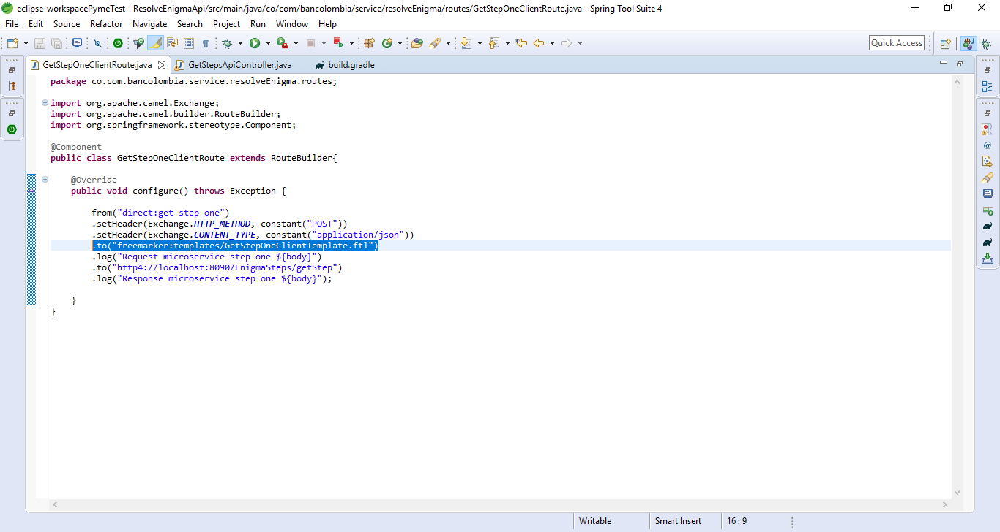 eclipse-workspacePymeTest - ResolveEnigmaApi/src/main/java/co/com/bancolombia/service/resolveEnigma/routes/GetStepOneClientRoute.java - Spring Tool Suite 4
File Edit Source Refactor Navigate Search Project Run Window Help
Quick Access
GetStepOneClientRoute.java GetStepsApiController.java build.gradle
package co.com.bancolombia.service.resolveEnigma.routes;
import org.apache.camel.Exchange;
import org.apache.camel.builder.RouteBuilder;
import org.springframework.stereotype.Component;
@Component
public class GetStepOneClientRoute extends RouteBuilder{
@Override
public void configure() throws Exception {
from("direct:get-step-one")
.setHeader(Exchange.HTTP_METHOD, constant("POST"))
.setHeader(Exchange.CONTENT_TYPE, constant("application/json"))
.to("freemarker:templates/GetStepOneClientTemplate.ftl")
.log("Request microservice step one ${body}")
.to("http4://localhost:8090/EnigmaSteps/getStep")
.log("Response microservice step one ${body}");
}
}
Writable Smart Insert 16 : 9